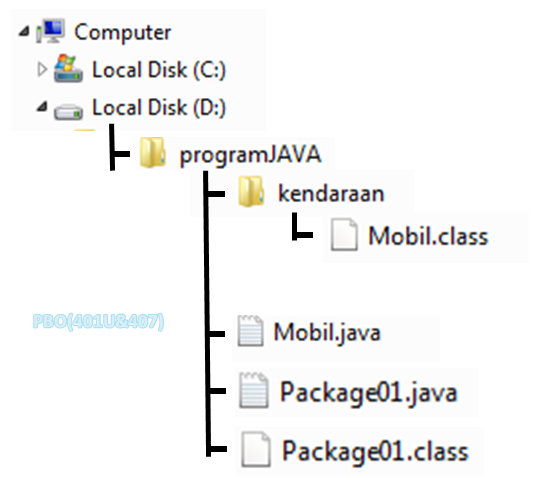 Computer
Local Disk (C:)
Local Disk (D:)
programJAVA
kendaraan
Mobil.class
PBO(401U&407)
Mobil.java
Package01.java
Package01.class